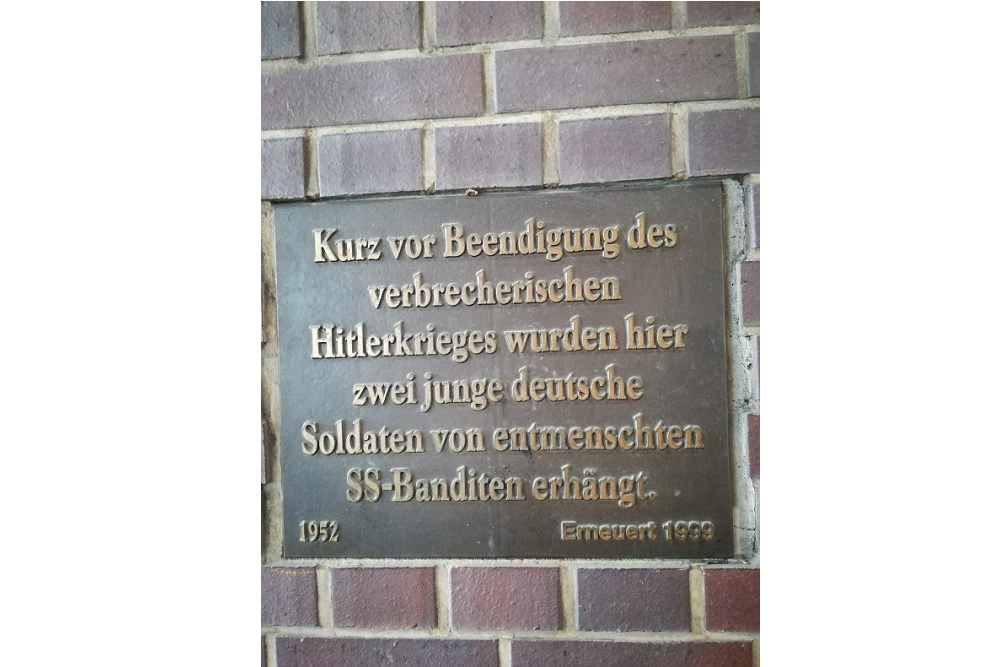 Kurz vor Beendigung des
verbrecherischen
Hitlerkrieges wurden hier
zwei junge deutsche
Soldaten von entmenschten
SS-Banditen erhängt.
1952 Erneuert 1999